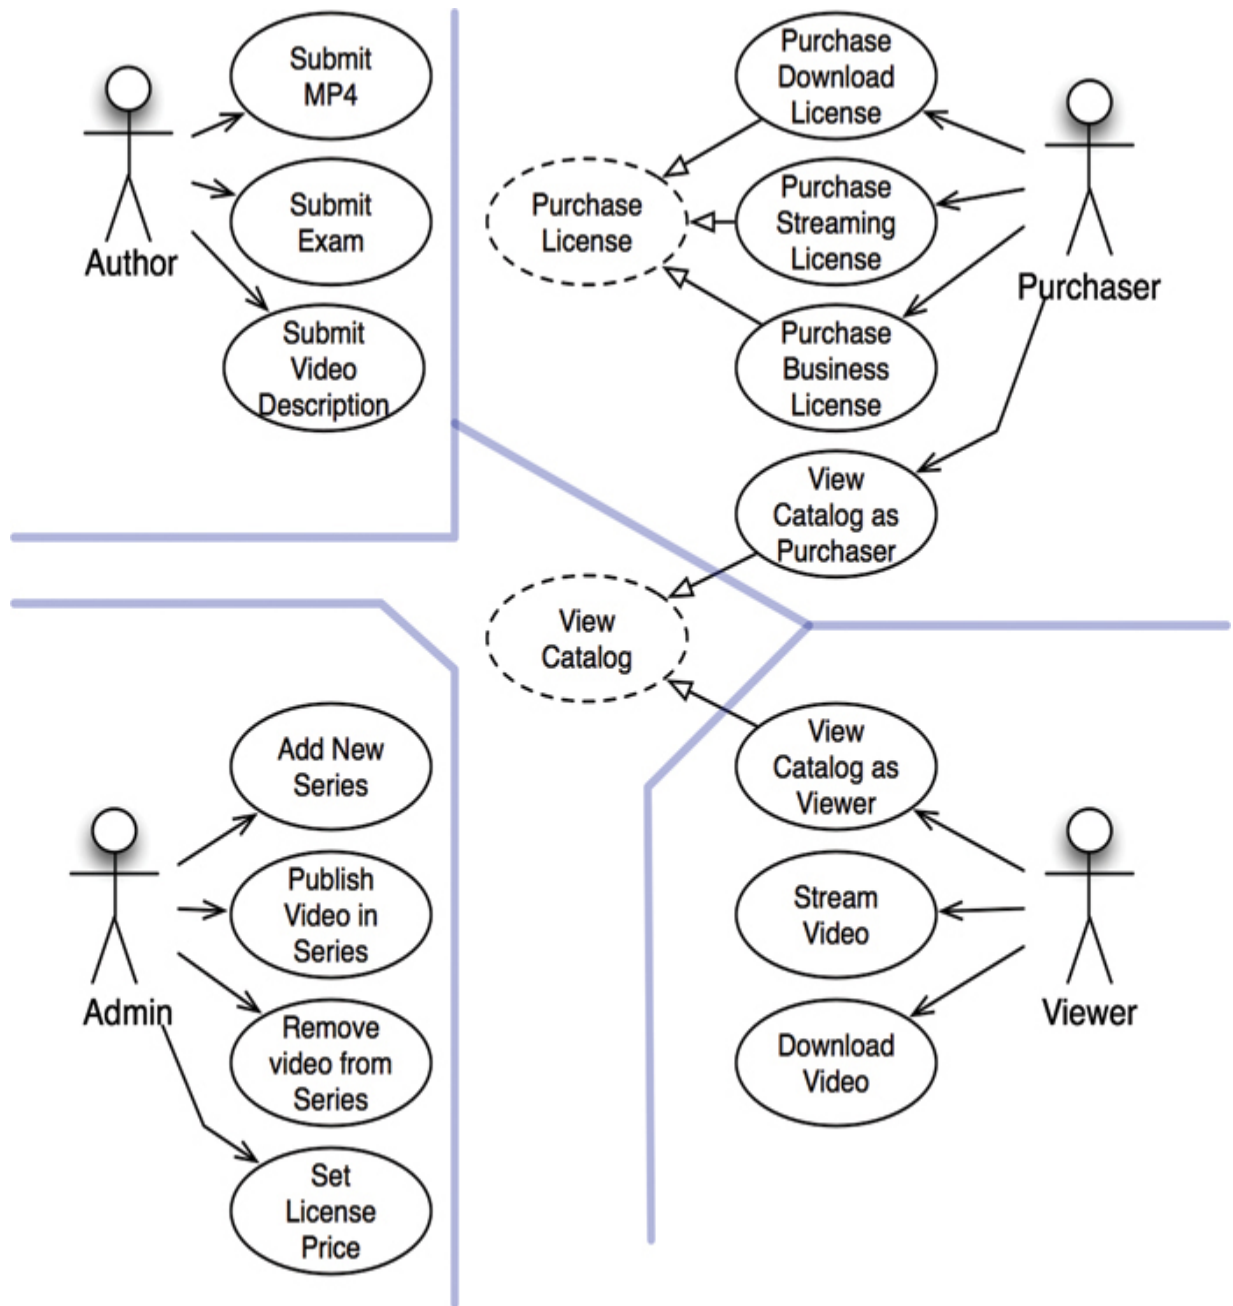 Submit
MP4
Submit
Exam
Submit
Video
Description
Author
Purchase
Download
License
Purchase
License
Purchase
Streaming
License
Purchase
Business
License
Purchaser
View
Catalog as
Purchaser
View
Catalog
Add New
Series
Publish
Video in
Series
Remove
video from
Series
Set
License
Price
Admin
View
Catalog as
Viewer
Stream
Video
Download
Video
Viewer